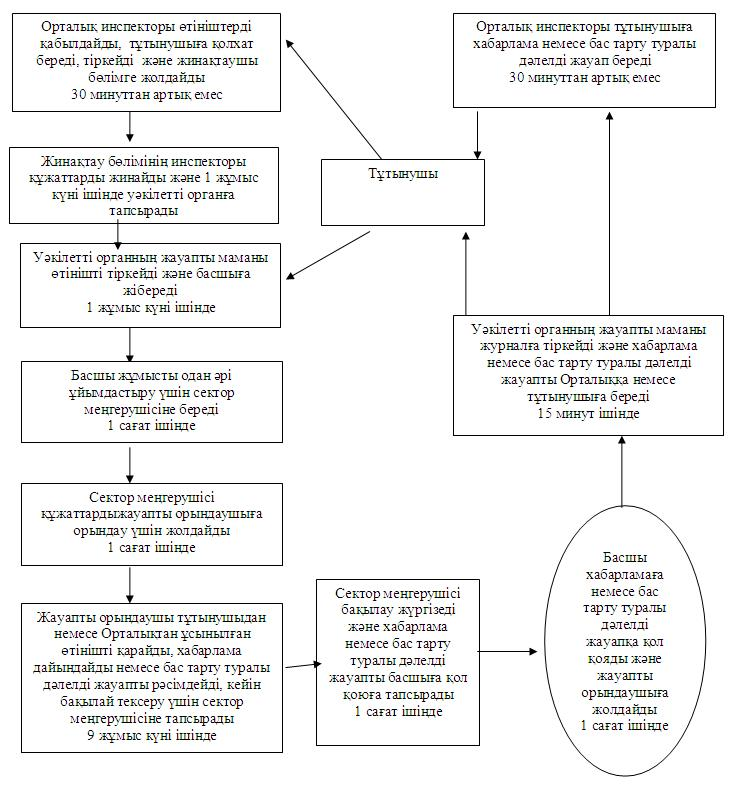 Орталық инспекторы өтініштерді
қабылдайды,  тұтынушыға қолхат
береді, тіркейді  және жинақтаушы
бөлімге жолдайды
30 минуттан артық емес
Жинақтау бөлімінің инспекторы
құжаттарды жинайды және 1 жұмыс
күні ішінде уәкілетті органға
тапсырады
Уәкілетті органның жауапты маманы
өтінішті тіркейді және басшыға
жібереді
1 жұмыс күні ішінде
Басшы жұмысты одан әрі
ұйымдастыру үшін сектор
меңгерушісіне береді
1 сағат ішінде
Сектор меңгерушісі
құжаттардыжауапты орындаушыға
орындау үшін жолдайды
1 сағат ішінде
Жауапты орындаушы тұтынушыдан
немесе Орталықтан ұсынылған
өтінішті қарайды, хабарлама
дайындайды немесе бас тарту туралы
дәлелді жауапты рәсімдейді, кейін
бақылай тексеру үшін сектор
меңгерушісіне тапсырады
9 жұмыс күні ішінде
Сектор меңгерушісі
бақылау жүргізеді
және хабарлама
немесе бас тарту
туралы дәлелді
жауапты басшыға қол
қоюға тапсырады
1 сағат ішінде
Басшы
хабарламаға
немесе бас
тарту туралы
дәлелді
жауапқа қол
қояды және
жауапты
орындаушыға
жолдайды
1 сағат ішінде
Уәкілетті органның жауапты маманы
журналға тіркейді және хабарлама
немесе бас тарту туралы дәлелді
жауапты Орталыққа немесе
тұтынушыға береді
15 минут ішінде
Орталық инспекторы тұтынушыға
хабарлама немесе бас тарту туралы
дәлелді жауап береді
30 минуттан артық емес
Тұтынушы